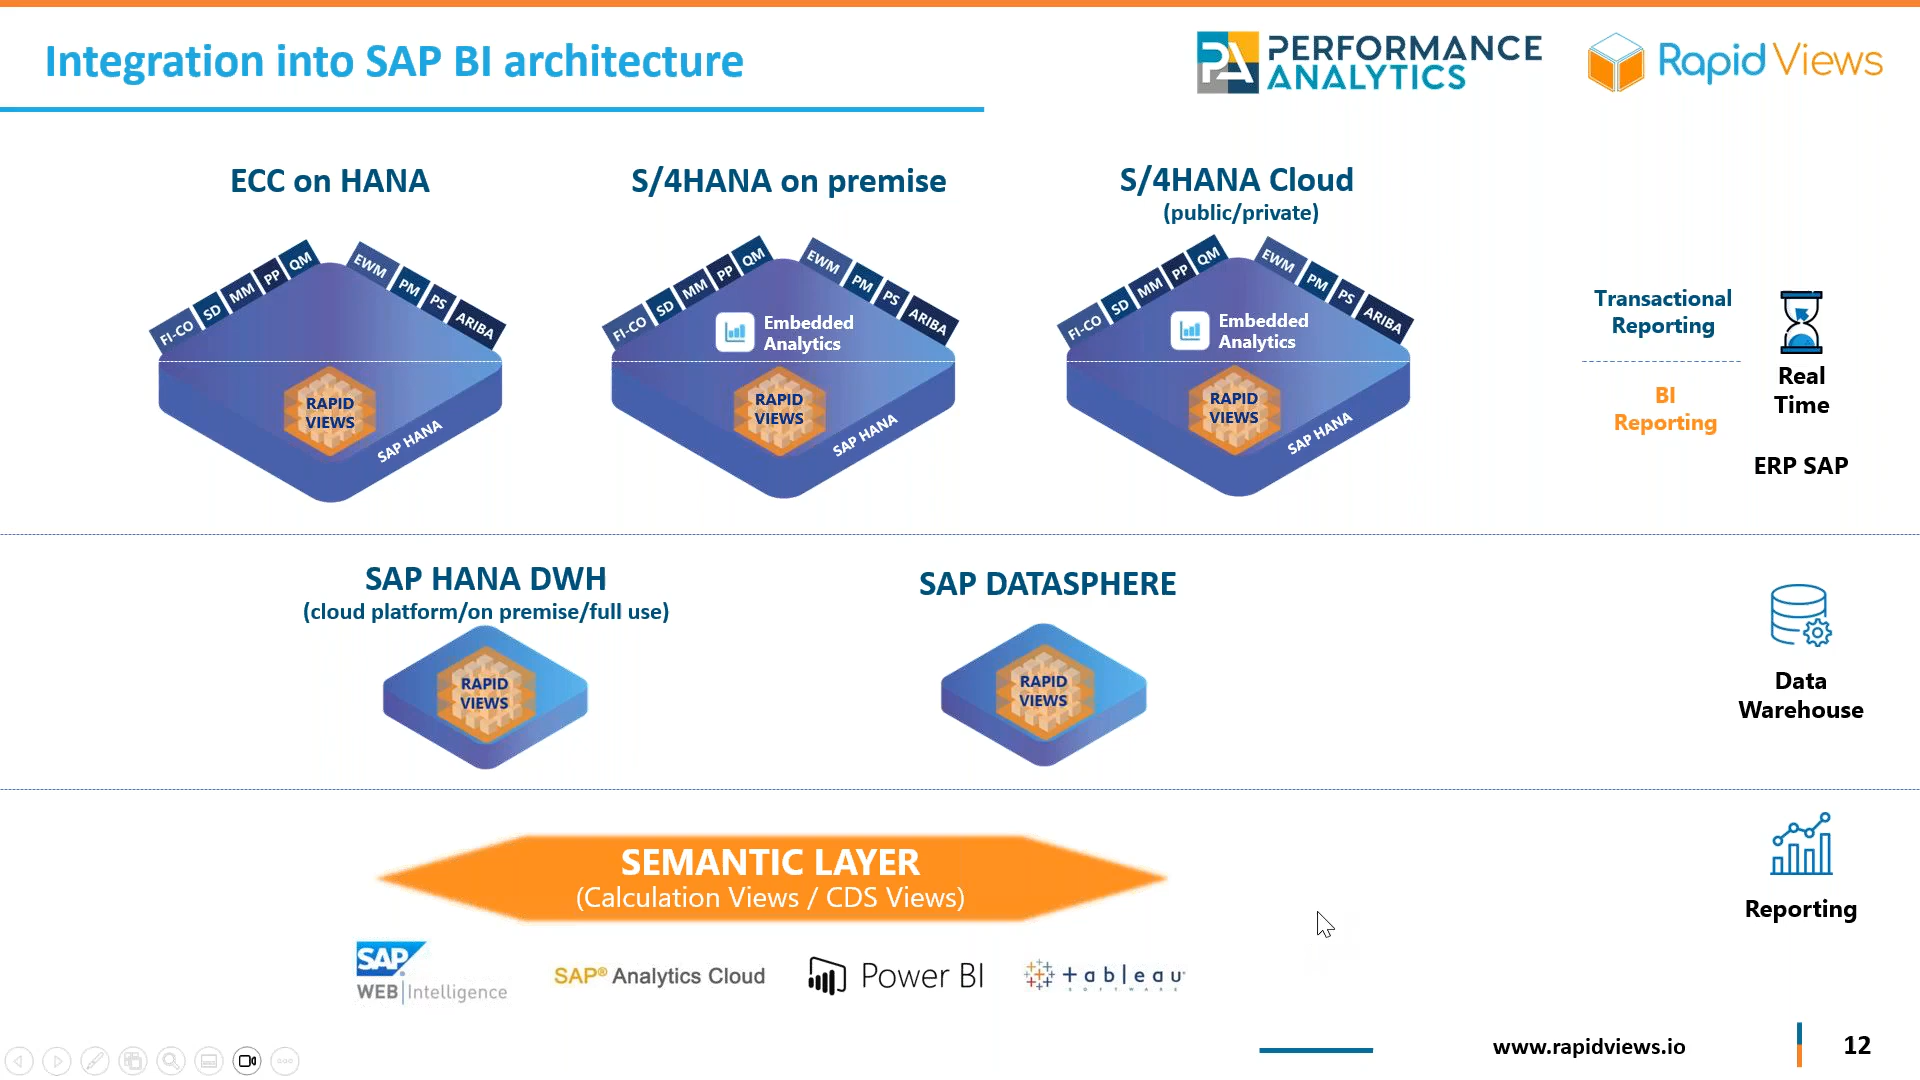 Integration into SAP BI architecture
PA PERFORMANCE
ANALYTICS
Rapid Views
ECC on HANA
S/4HANA on premise
S/4HANA Cloud
(public/private)
FI-CO SD MM PP QM
EWM PM PS ARIBA
RAPID
VIEWS
SAP HANA
FI-CO SD MM PP QM
EWM PM PS ARIBA
Embedded
Analytics
RAPID
VIEWS
SAP HANA
FI-CO SD MM PP QM
EWM PM PS ARIBA
Embedded
Analytics
RAPID
VIEWS
SAP HANA
Transactional
Reporting
BI
Reporting
Real
Time
ERP SAP
SAP HANA DWH
(cloud platform/on premise/full use)
RAPID
VIEWS
SAP DATASPHERE
RAPID
VIEWS
Data
Warehouse
SEMANTIC LAYER
(Calculation Views / CDS Views)
Reporting
SAP
WEB Intelligence
SAP® Analytics Cloud
Power BI
tableau
SOFTWARE
www.rapidviews.io
12